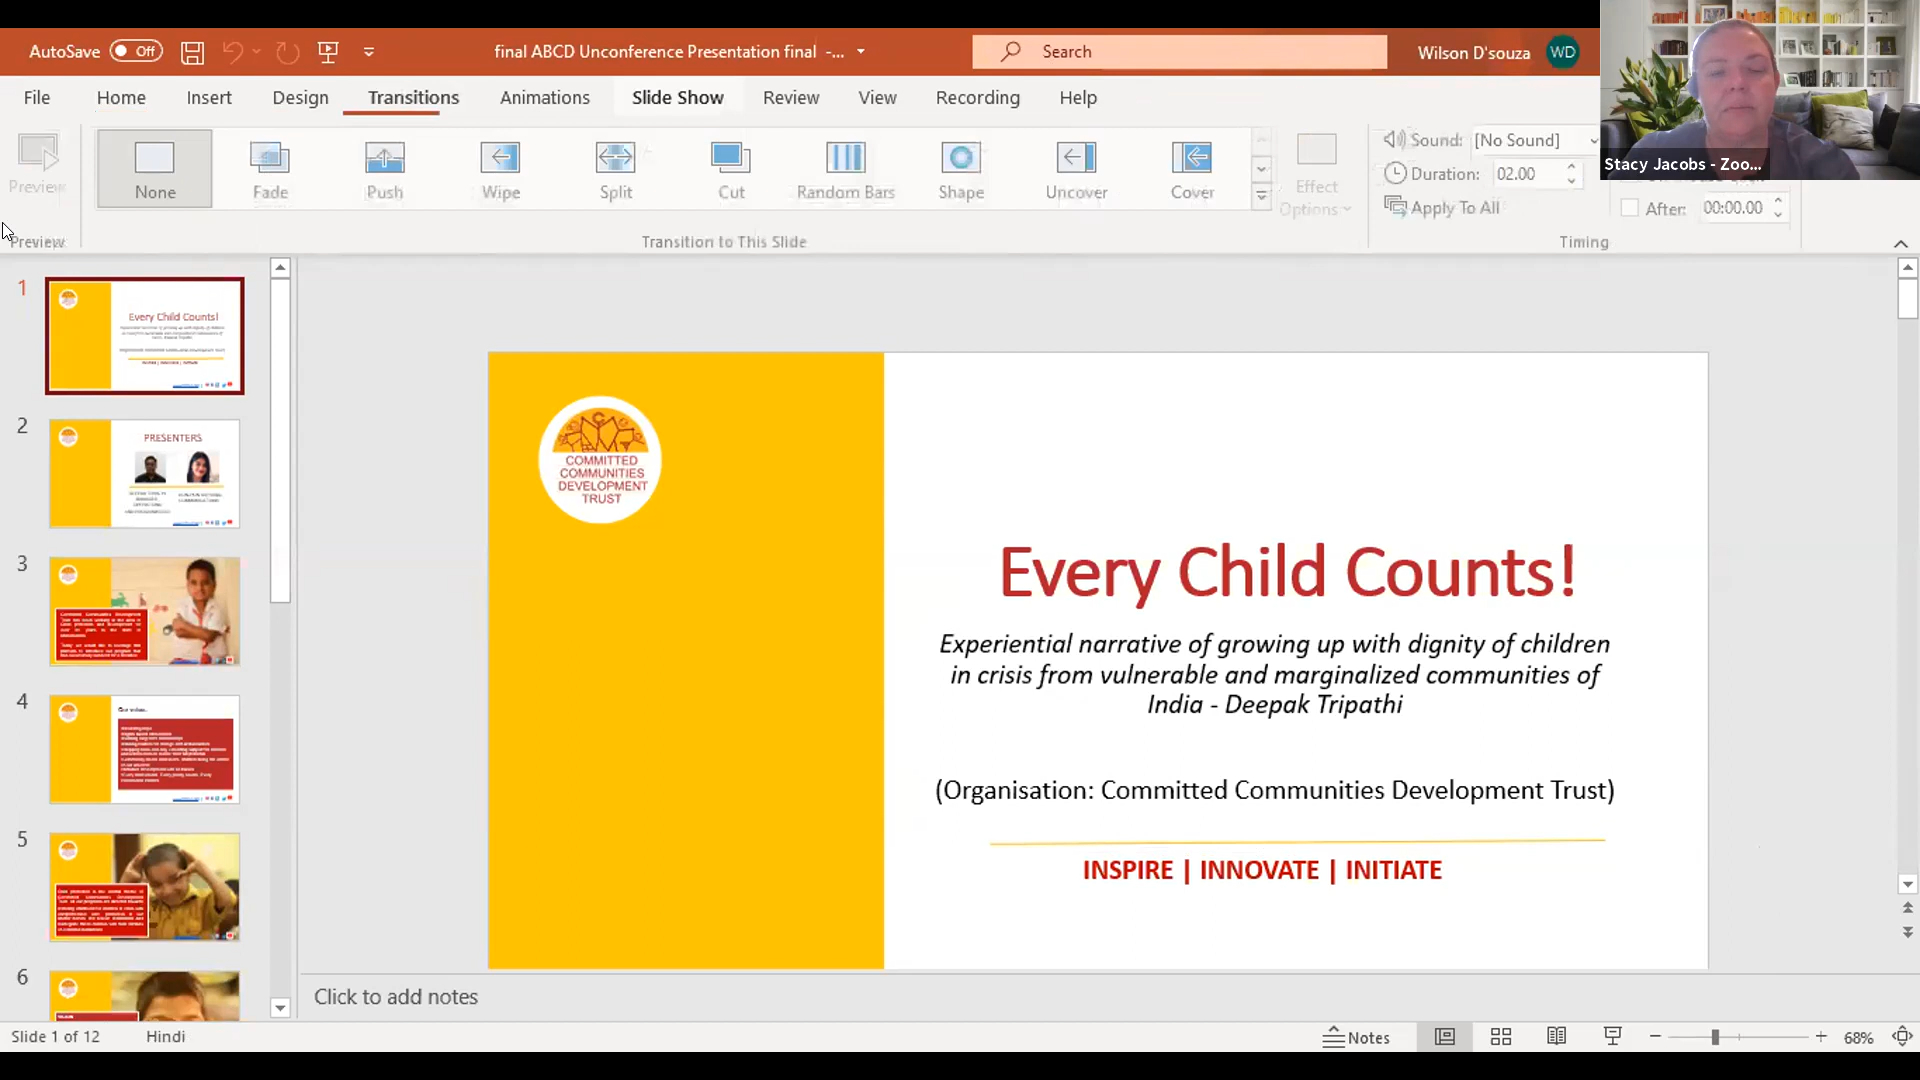 AutoSave Off
final ABCD Unconference Presentation final -...
Search
Wilson D'souza WD
File Home Insert Design Transitions Animations Slide Show Review View Recording Help
Stacy Jacobs - Zoo...
Preview
None Fade Push Wipe Split Cut Random Bars Shape Uncover Cover
Effect
Options
Sound: [No Sound]
Duration: 02.00
Apply To All
After: 00:00.00
Preview
Transition to This Slide
Timing
1
Every Child Counts!
2
PRESENTERS
3
4
5
6
COMMITTED
COMMUNITIES
DEVELOPMENT
TRUST
Every Child Counts!
Experiential narrative of growing up with dignity of children
in crisis from vulnerable and marginalized communities of
India - Deepak Tripathi
(Organisation: Committed Communities Development Trust)
INSPIRE | INNOVATE | INITIATE
Click to add notes
Slide 1 of 12 Hindi
Notes
68%